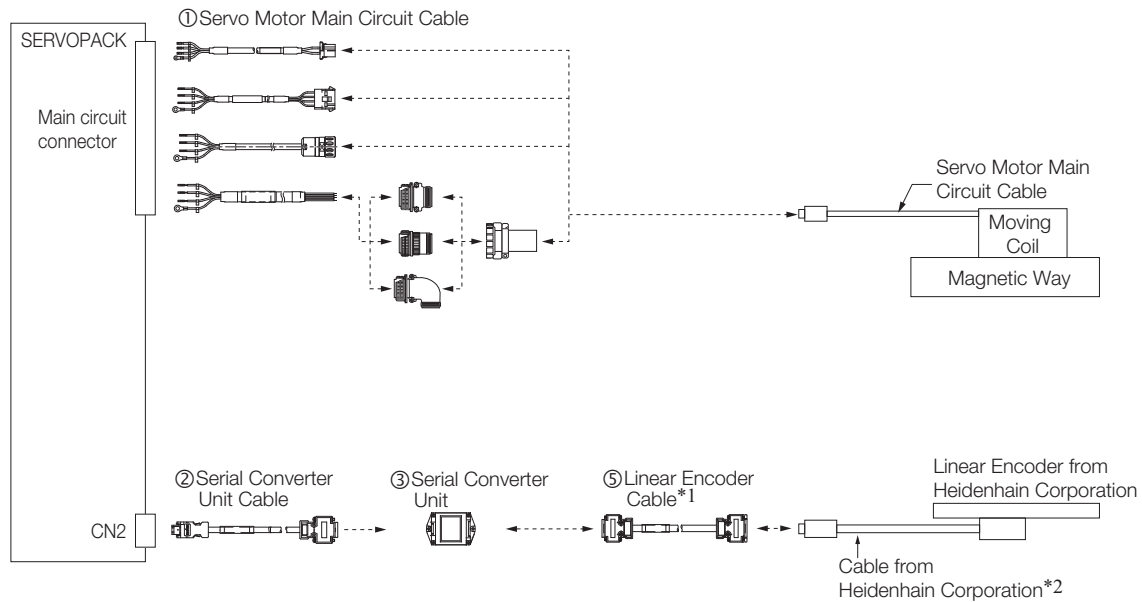 ①Servo Motor Main Circuit Cable
SERVOPACK
Main circuit
connector
Servo Motor Main
Circuit Cable
Moving
Coil
Magnetic Way
②Serial Converter
Unit Cable
③Serial Converter
Unit
⑤Linear Encoder
Cable*1
Linear Encoder from
Heidenhain Corporation
CN2
Cable from
Heidenhain Corporation*2